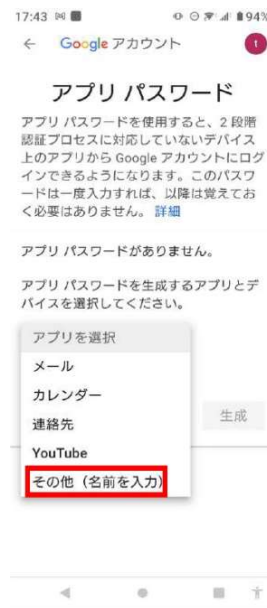 17:43
94%
Google アカウント
t
アプリ パスワード
アプリ パスワードを使用すると、2 段階
認証プロセスに対応していないデバイス
上のアプリから Google アカウントにログ
インできるようになります。このパスワ
ードは一度入力すれば、以降は覚えてお
く必要はありません。 詳細
アプリ パスワードがありません。
アプリ パスワードを生成するアプリとデ
バイスを選択してください。
アプリを選択
メール
カレンダー
連絡先
生成
YouTube
その他（名前を入力）